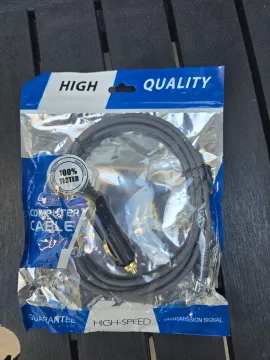 HIGH QUALITY
100%
TESTED
COMPUTER
CABLE
GUARANTEE HIGH-SPEED TRANSMISSION SIGNAL